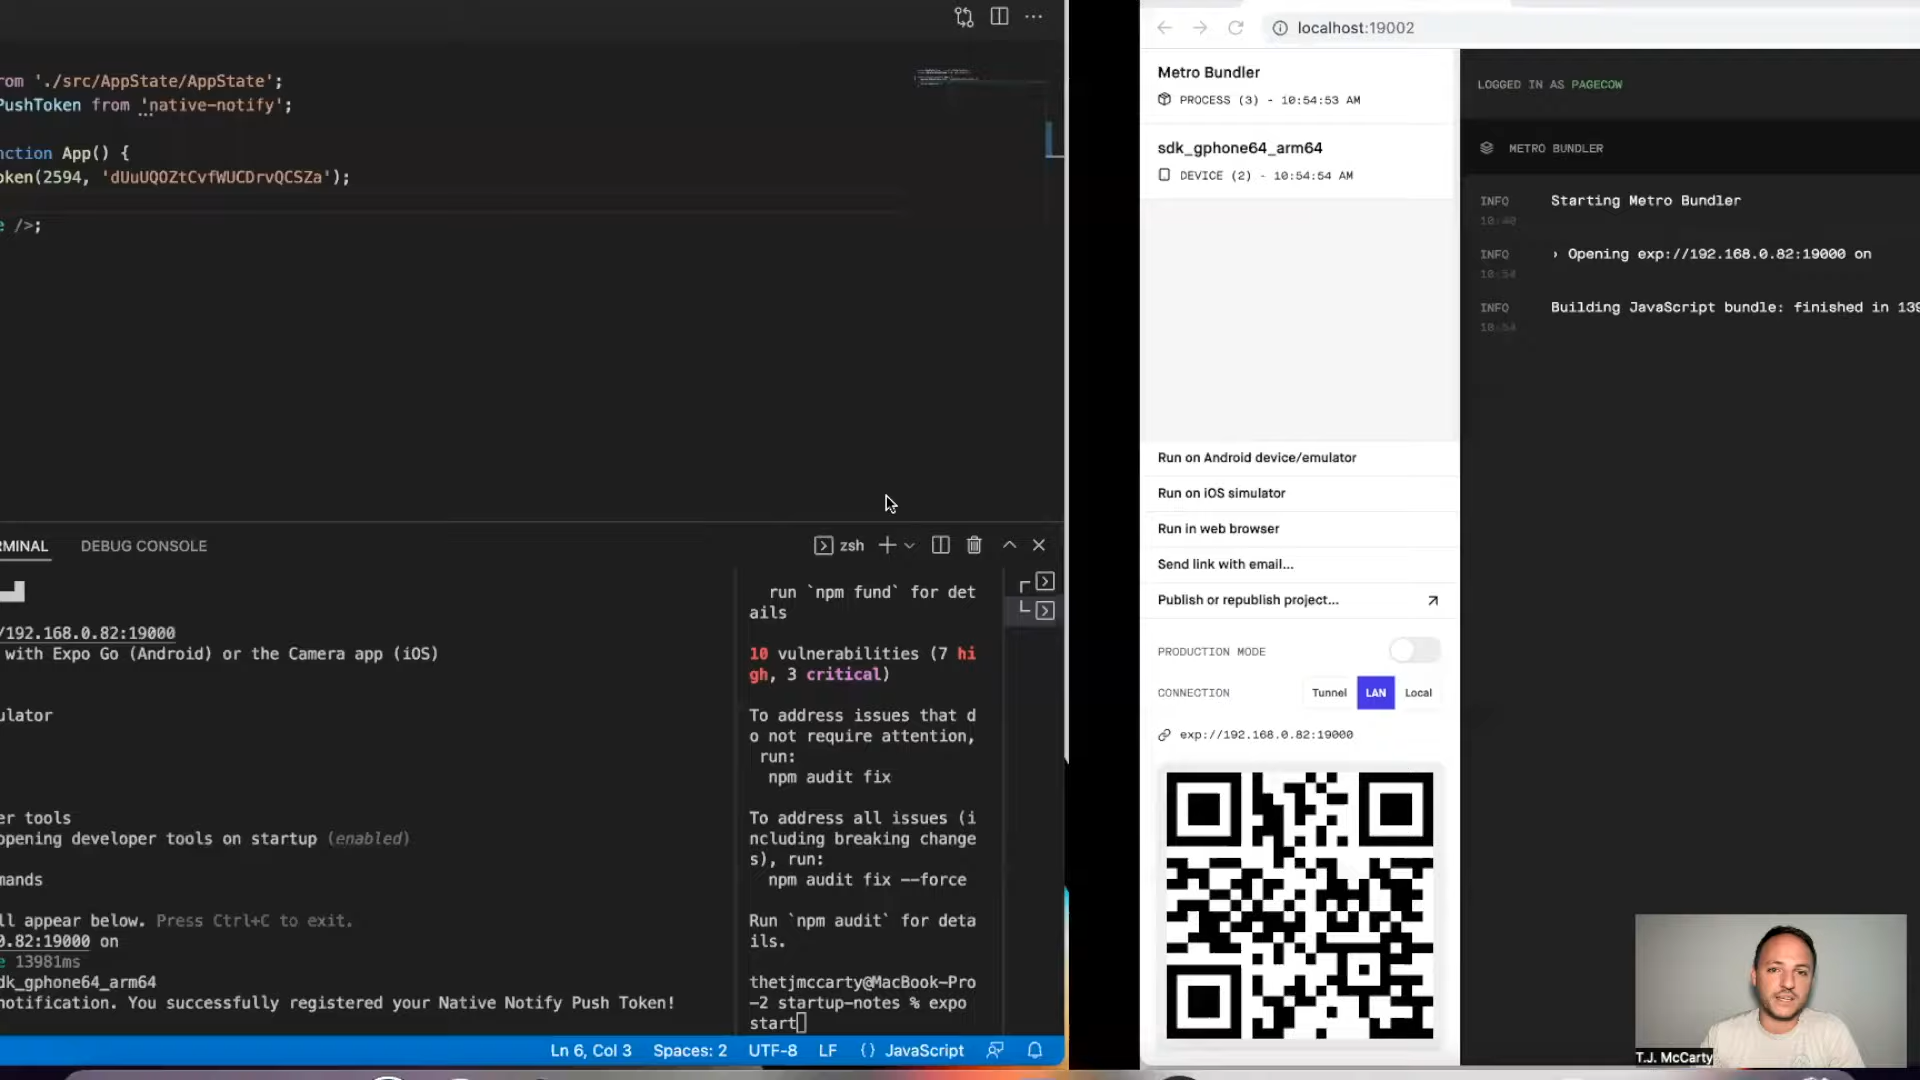 rom './src/AppState/AppState';
PushToken from 'native-notify';
nction App() {
oken(2594, 'dUuUQOZtCvfWUCDrvQCSZa');
e />;
RMINAL
DEBUG CONSOLE
zsh
/192.168.0.82:19000
with Expo Go (Android) or the Camera app (iOS)
ulator
er tools
opening developer tools on startup (enabled)
mands
ll appear below. Press Ctrl+C to exit.
0.82:19000 on
e 13981ms
dk_gphone64_arm64
notification. You successfully registered your Native Notify Push Token!
run `npm fund` for det
ails
10 vulnerabilities (7 hi
gh, 3 critical)
To address issues that d
o not require attention,
run:
npm audit fix
To address all issues (i
ncluding breaking change
s), run:
npm audit fix --force
Run `npm audit` for deta
ils.
thetjmccarty@MacBook-Pro
-2 startup-notes % expo
start
Ln 6, Col 3
Spaces: 2
UTF-8
LF
{} JavaScript
localhost:19002
Metro Bundler
PROCESS (3) - 10:54:53 AM
sdk_gphone64_arm64
DEVICE (2) - 10:54:54 AM
Run on Android device/emulator
Run on iOS simulator
Run in web browser
Send link with email...
Publish or republish project...
PRODUCTION MODE
CONNECTION
Tunnel
LAN
Local
exp://192.168.0.82:19000
LOGGED IN AS PAGECOW
METRO BUNDLER
INFO
Starting Metro Bundler
10:40
INFO
› Opening exp://192.168.0.82:19000 on
10:54
INFO
Building JavaScript bundle: finished in 139
10:54
T.J. McCarty